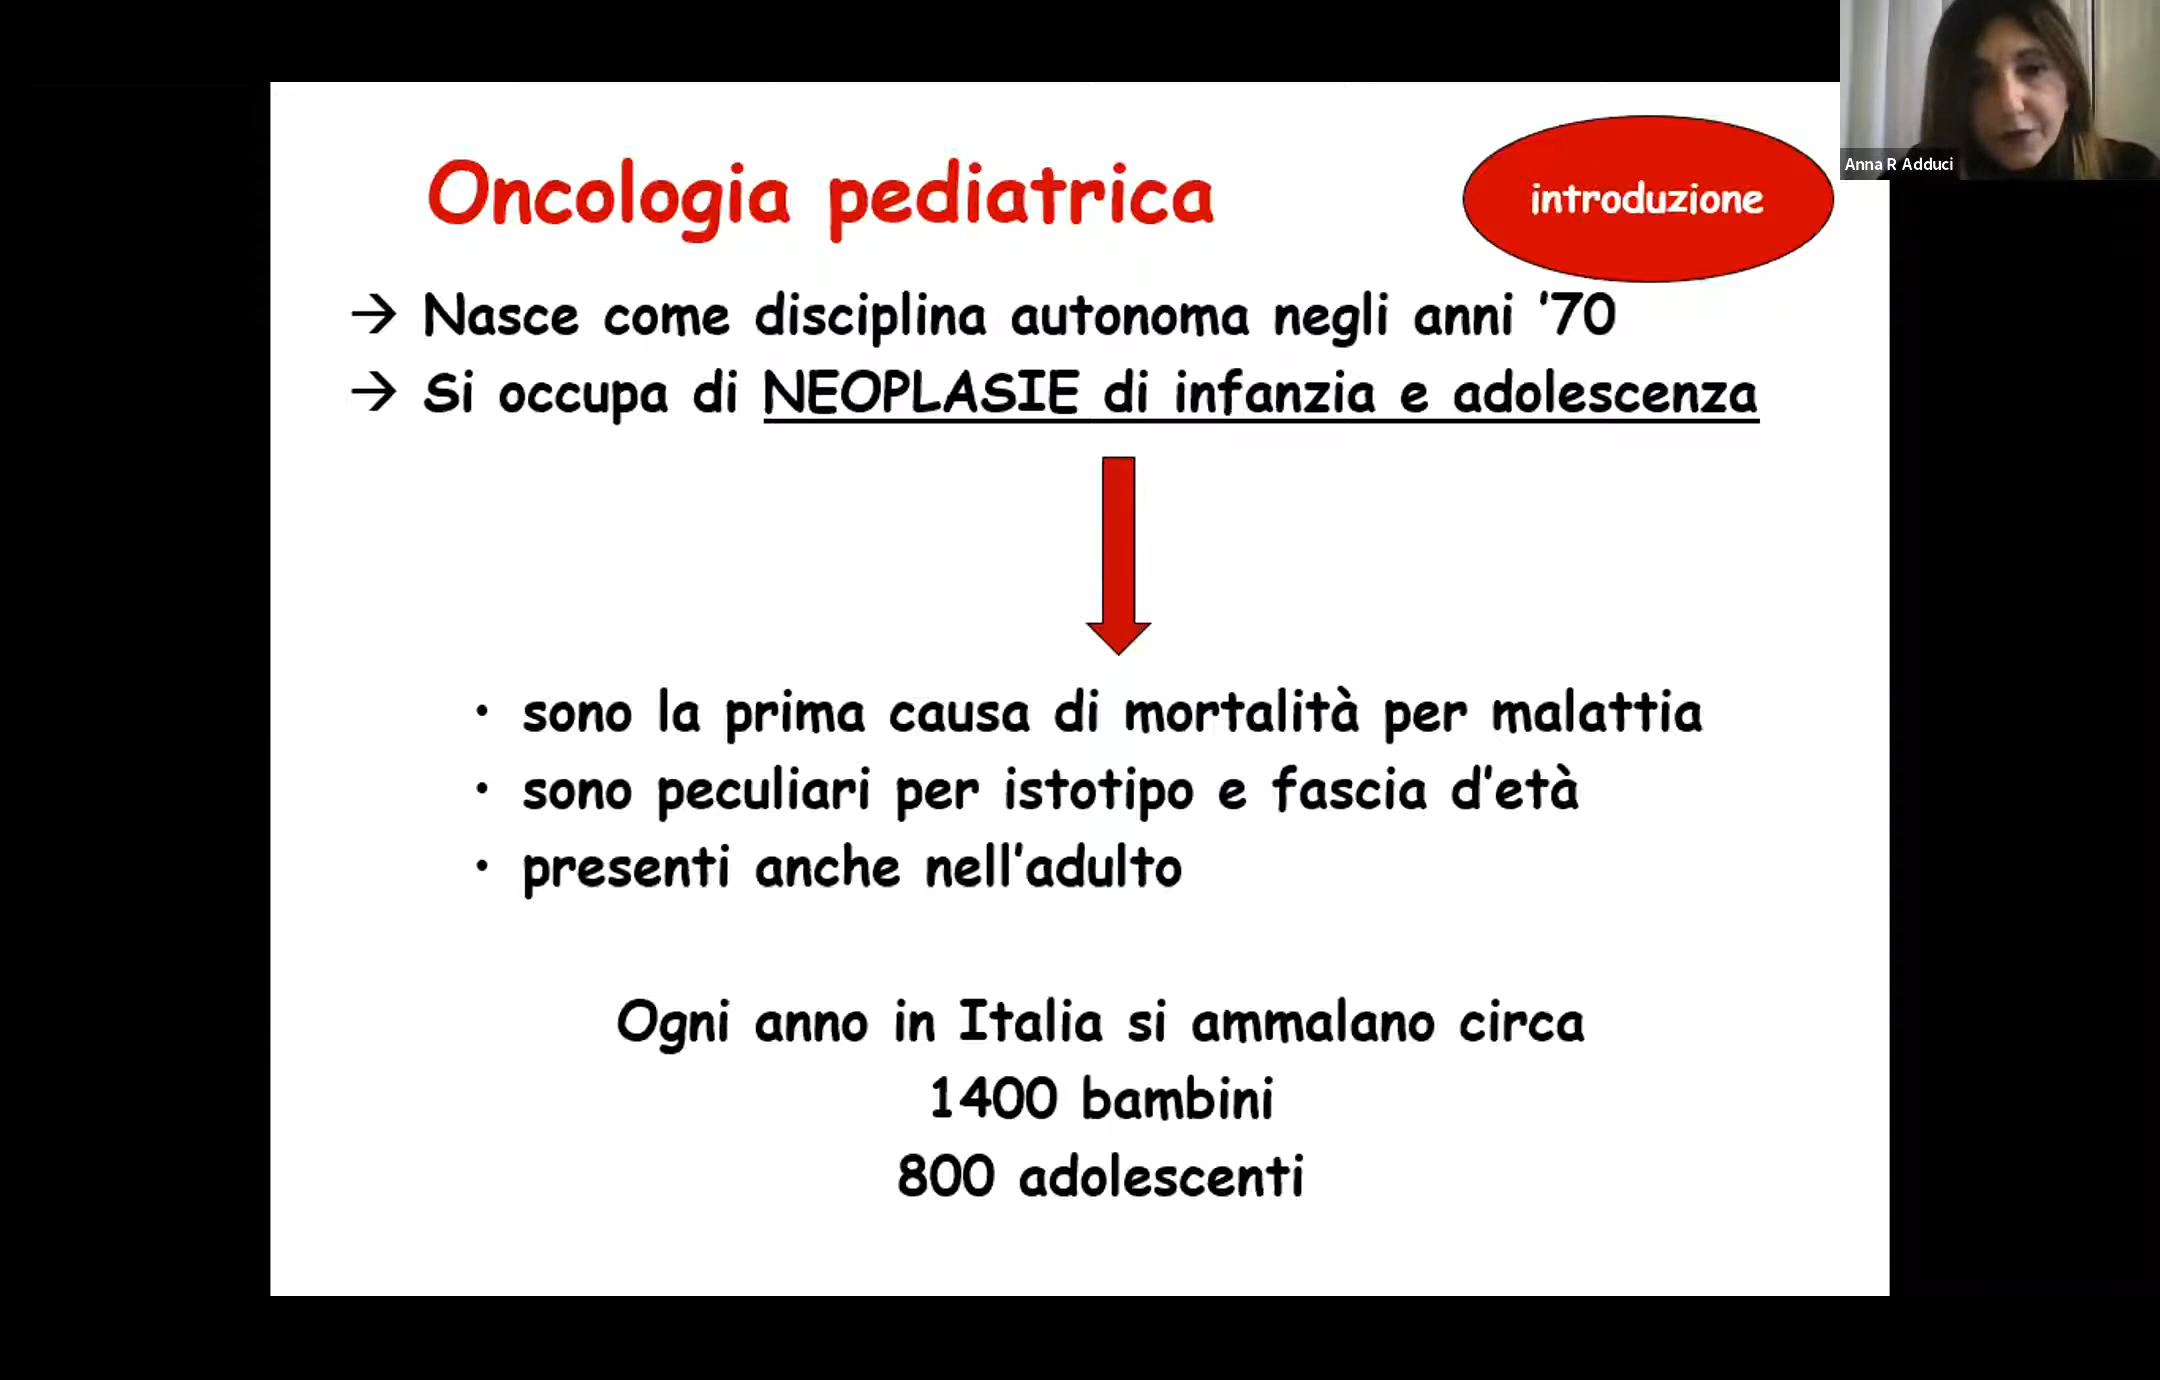 Oncologia pediatrica
introduzione
Anna R Adduci
→ Nasce come disciplina autonoma negli anni '70
→ Si occupa di NEOPLASIE di infanzia e adolescenza
• sono la prima causa di mortalità per malattia
• sono peculiari per istotipo e fascia d'età
• presenti anche nell'adulto
Ogni anno in Italia si ammalano circa
1400 bambini
800 adolescenti